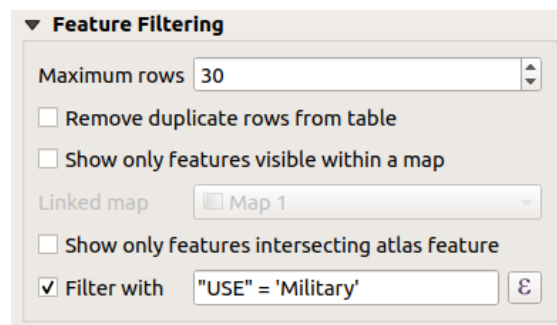 Feature Filtering
Maximum rows 30
Remove duplicate rows from table
Show only features visible within a map
Linked map Map 1
Show only features intersecting atlas feature
Filter with "USE" = 'Military' ε